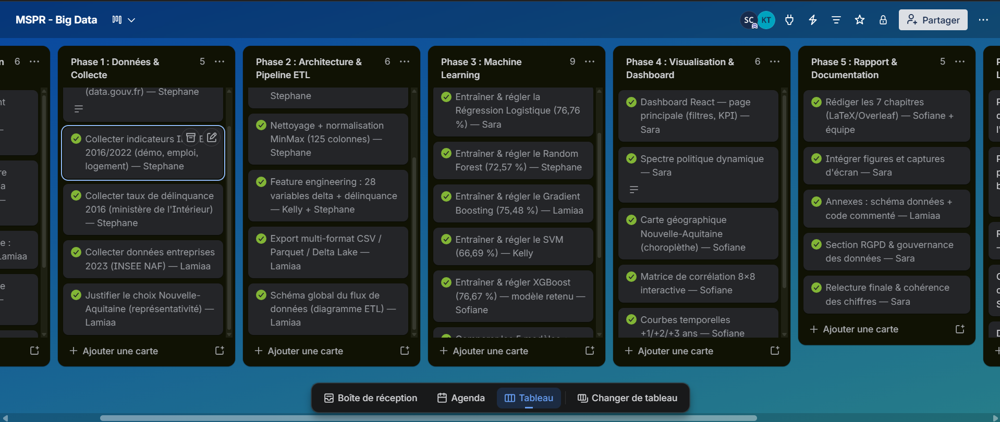 MSPR - Big Data
SC
KT
Partager
n
6
nt
–
re
a
–
e :
Lamiaa
e
–
Phase 1 : Données &
Collecte
5
(data.gouv.fr) — Stephane
Collecter indicateurs I
E
2016/2022 (démo, emploi,
logement) — Stephane
Collecter taux de délinquance
2016 (ministère de l'Intérieur)
— Stephane
Collecter données entreprises
2023 (INSEE NAF) — Lamiaa
Justifier le choix Nouvelle-
Aquitaine (représentativité) —
Lamiaa
Ajouter une carte
Phase 2 : Architecture &
Pipeline ETL
6
Stephane
Nettoyage + normalisation
MinMax (125 colonnes) —
Stephane
Feature engineering : 28
variables delta + délinquance
— Kelly + Stephane
Export multi-format CSV /
Parquet / Delta Lake —
Lamiaa
Schéma global du flux de
données (diagramme ETL) —
Lamiaa
Ajouter une carte
Phase 3 : Machine
Learning
9
Entraîner & régler la
Régression Logistique (76,76
%) — Sara
Entraîner & régler le Random
Forest (72,57 %) — Stephane
Entraîner & régler le Gradient
Boosting (75,48 %) — Lamiaa
Entraîner & régler le SVM
(66,69 %) — Kelly
Entraîner & régler XGBoost
(76,67 %) — modèle retenu —
Sofiane
Comparer les 5 modèles
Ajouter une carte
Phase 4 : Visualisation &
Dashboard
6
Dashboard React — page
principale (filtres, KPI) —
Sara
Spectre politique dynamique
— Sara
Carte géographique
Nouvelle-Aquitaine
(choroplèthe) — Sofiane
Matrice de corrélation 8×8
interactive — Sofiane
Courbes temporelles
+1/+2/+3 ans — Sofiane
Ajouter une carte
Phase 5 : Rapport &
Documentation
5
Rédiger les 7 chapitres
(LaTeX/Overleaf) — Sofiane +
équipe
Intégrer figures et captures
d'écran — Sara
Annexes : schéma données +
code commenté — Lamiaa
Section RGPD & gouvernance
des données — Sara
Relecture finale & cohérence
des chiffres — Sara
Ajouter une carte
Boîte de réception
Agenda
Tableau
Changer de tableau